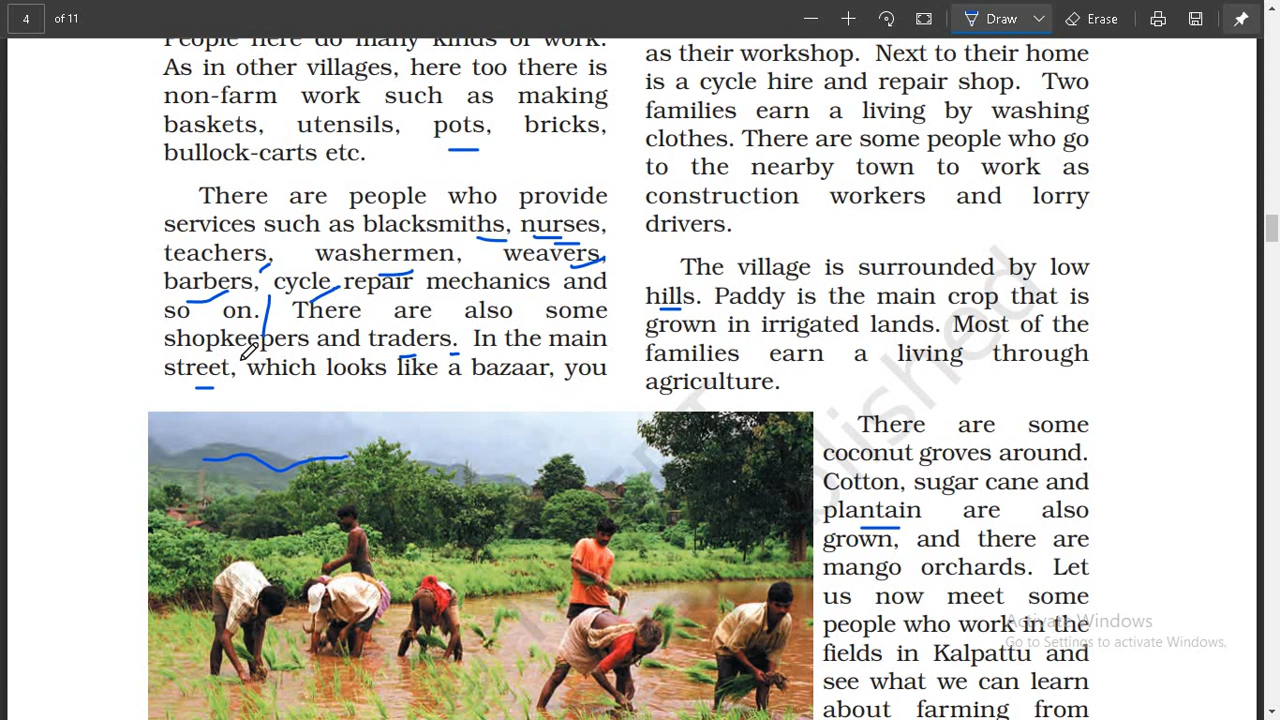 4 of 11
Draw
Erase
People here do many kinds of work.
As in other villages, here too there is
non-farm work such as making
baskets, utensils, pots, bricks,
bullock-carts etc.
There are people who provide
services such as blacksmiths, nurses,
teachers, washermen, weavers,
barbers, cycle repair mechanics and
so on. There are also some
shopkeepers and traders. In the main
street, which looks like a bazaar, you
as their workshop. Next to their home
is a cycle hire and repair shop. Two
families earn a living by washing
clothes. There are some people who go
to the nearby town to work as
construction workers and lorry
drivers.
The village is surrounded by low
hills. Paddy is the main crop that is
grown in irrigated lands. Most of the
families earn a living through
agriculture.
There are some
coconut groves around.
Cotton, sugar cane and
plantain are also
grown, and there are
mango orchards. Let
us now meet some
people who work in the
fields in Kalpattu and
see what we can learn
about farming from
Activate Windows
Go to Settings to activate Windows.